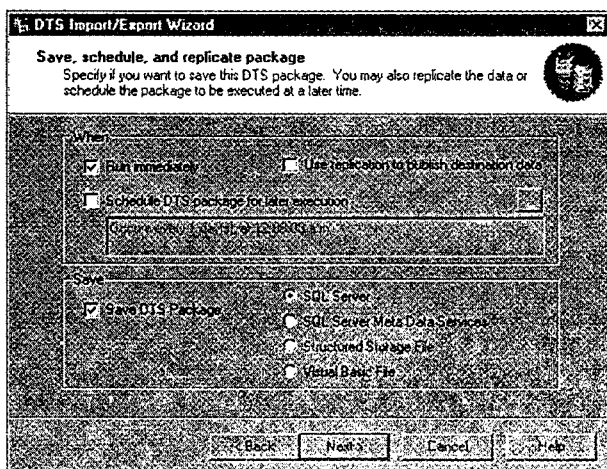 DTS Import/Export Wizard
Save, schedule, and replicate package
Specify if you want to save this DTS package. You may also replicate the data or
schedule the package to be executed at a later time.
When
Run immediately
Use replication to publish destination data
Schedule DTS package for later execution
Save
Save DTS Package
SQL Server
SQL Server Meta Data Services
Structured Storage File
Visual Basic File
< Back
Next >
Cancel
Help